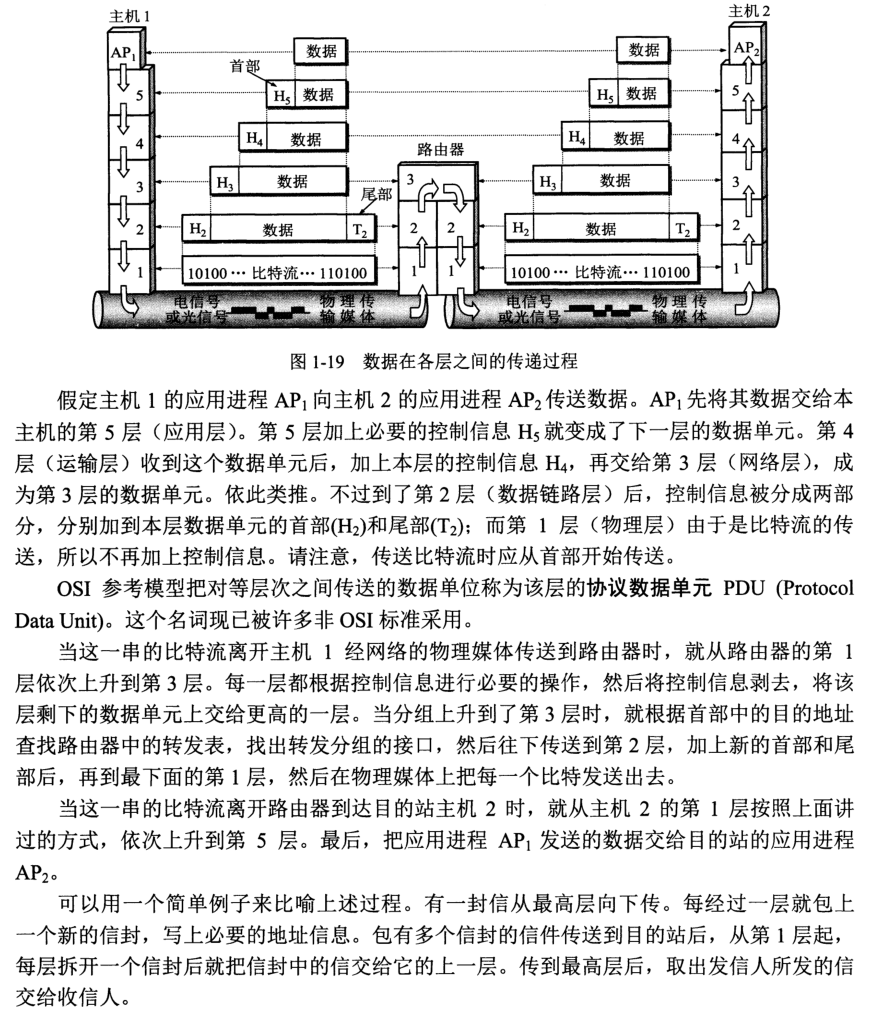 主机 1
主机 2
AP₁ 数据 数据 AP₂
首部
5 H₅ 数据 H₅ 数据 5
4 H₄ 数据 H₄ 数据 4
路由器
3 H₃ 数据 3 H₃ 数据 3
尾部
2 H₂ 数据 T₂ 2 2 H₂ 数据 T₂ 2
1 10100 … 比特流… 110100 1 1 10100 … 比特流… 110100 1
电信号 物理传 电信号 物理传
或光信号 输媒体 或光信号 输媒体
图 1-19 数据在各层之间的传递过程
假定主机 1 的应用进程 AP₁ 向主机 2 的应用进程 AP₂ 传送数据。AP₁ 先将其数据交给本
主机的第 5 层（应用层）。第 5 层加上必要的控制信息 H₅ 就变成了下一层的数据单元。第 4
层（运输层）收到这个数据单元后，加上本层的控制信息 H₄，再交给第 3 层（网络层），成
为第 3 层的数据单元。依此类推。不过到了第 2 层（数据链路层）后，控制信息被分成两部
分，分别加到本层数据单元的首部(H₂)和尾部(T₂)；而第 1 层（物理层）由于是比特流的传
送，所以不再加上控制信息。请注意，传送比特流时应从首部开始传送。
OSI 参考模型把对等层次之间传送的数据单位称为该层的协议数据单元 PDU (Protocol
Data Unit)。这个名词现已被许多非 OSI 标准采用。
当这一串的比特流离开主机 1 经网络的物理媒体传送到路由器时，就从路由器的第 1
层依次上升到第 3 层。每一层都根据控制信息进行必要的操作，然后将控制信息剥去，将该
层剩下的数据单元上交给更高的一层。当分组上升到了第 3 层时，就根据首部中的目的地址
查找路由器中的转发表，找出转发分组的接口，然后往下传送到第 2 层，加上新的首部和尾
部后，再到最下面的第 1 层，然后在物理媒体上把每一个比特发送出去。
当这一串的比特流离开路由器到达目的站主机 2 时，就从主机 2 的第 1 层按照上面讲
过的方式，依次上升到第 5 层。最后，把应用进程 AP₁ 发送的数据交给目的站的应用进程
AP₂。
可以用一个简单例子来比喻上述过程。有一封信从最高层向下传。每经过一层就包上
一个新的信封，写上必要的地址信息。包有多个信封的信件传送到目的站后，从第 1 层起，
每层拆开一个信封后就把信封中的信交给它的上一层。传到最高层后，取出发信人所发的信
交给收信人。